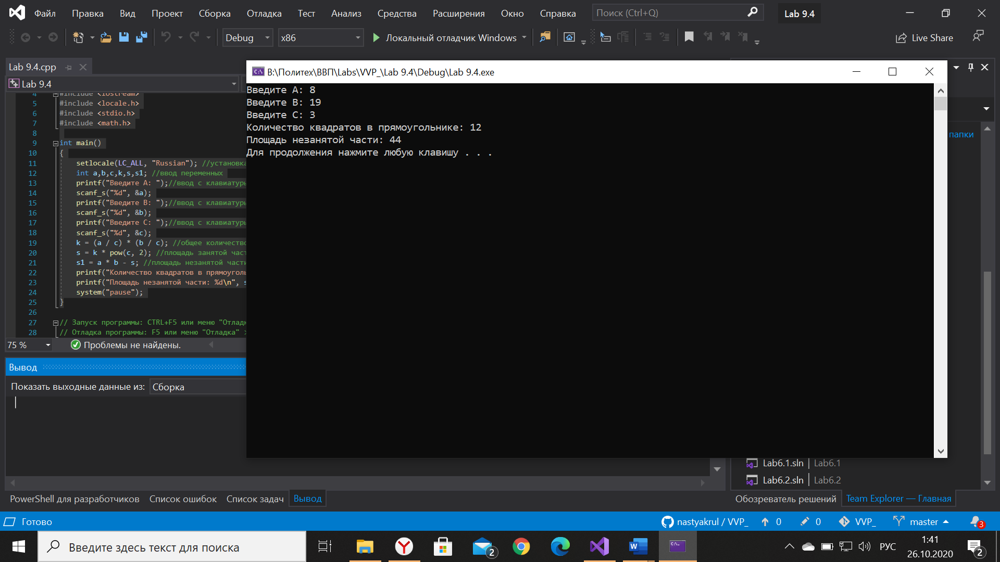 Файл Правка Вид Проект Сборка Отладка Тест Анализ Средства Расширения Окно Справка Поиск (Ctrl+Q) Lab 9.4
Debug x86 Локальный отладчик Windows Live Share
Lab 9.4.cpp
Lab 9.4
4 #include <iostream>
5 #include <locale.h>
6 #include <stdio.h>
7 #include <math.h>
8
9 int main()
10 {
11 setlocale(LC_ALL, "Russian"); //установка
12 int a,b,c,k,s,s1; //ввод переменных
13 printf("Введите A: ");//ввод с клавиатуры
14 scanf_s("%d", &a);
15 printf("Введите B: ");//ввод с клавиатуры
16 scanf_s("%d", &b);
17 printf("Введите C: ");//ввод с клавиатуры
18 scanf_s("%d", &c);
19 k = (a / c) * (b / c); //общее количество
20 s = k * pow(c, 2); //площадь занятой част
21 s1 = a * b - s; //площадь незанятой части
22 printf("Количество квадратов в прямоуголь
23 printf("Площадь незанятой части: %d\n", s
24 system("pause");
25 }
26
27 // Запуск программы: CTRL+F5 или меню "Отладк
28 // Отладка программы: F5 или меню "Отладка" >
75 % Проблемы не найдены.
B:\Политех\ВВП\Labs\VVP_\Lab 9.4\Debug\Lab 9.4.exe
Введите A: 8
Введите B: 19
Введите C: 3
Количество квадратов в прямоугольнике: 12
Площадь незанятой части: 44
Для продолжения нажмите любую клавишу . . .
папки
Вывод
Показать выходные данные из: Сборка
Lab6.1.sln | Lab6.1
Lab6.2.sln | Lab6.2
PowerShell для разработчиков Список ошибок Список задач Вывод
Обозреватель решений Team Explorer — Главная
Готово nastyakrul / VVP_ 0 0 VVP_ master 3
Введите здесь текст для поиска 2 РУС 1:41 2
26.10.2020